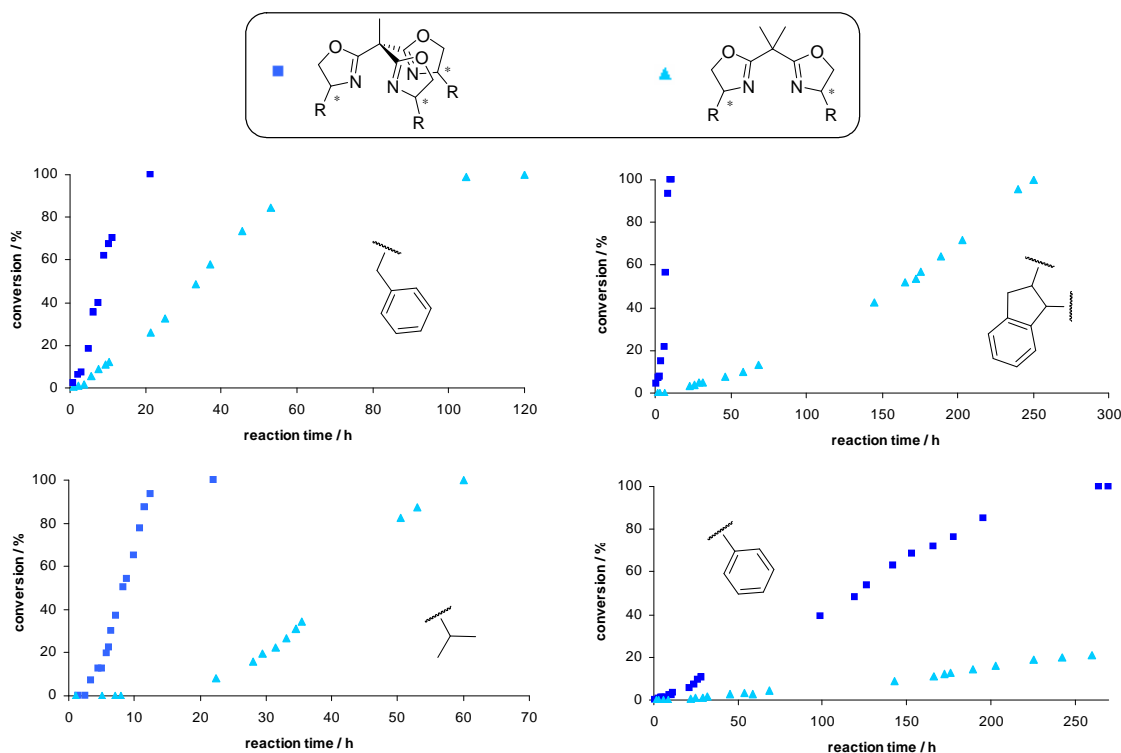 O
N
R
*
O
N
*
R
O
N
*
R
O
N
R
*
O
N
*
R
100
80
60
40
20
0
0 20 40 60 80 100 120
conversion / %
reaction time / h
100
80
60
40
20
0
0 50 100 150 200 250 300
conversion / %
reaction time / h
100
80
60
40
20
0
0 10 20 30 40 50 60 70
conversion / %
reaction time / h
100
80
60
40
20
0
0 50 100 150 200 250
conversion / %
reaction time / h